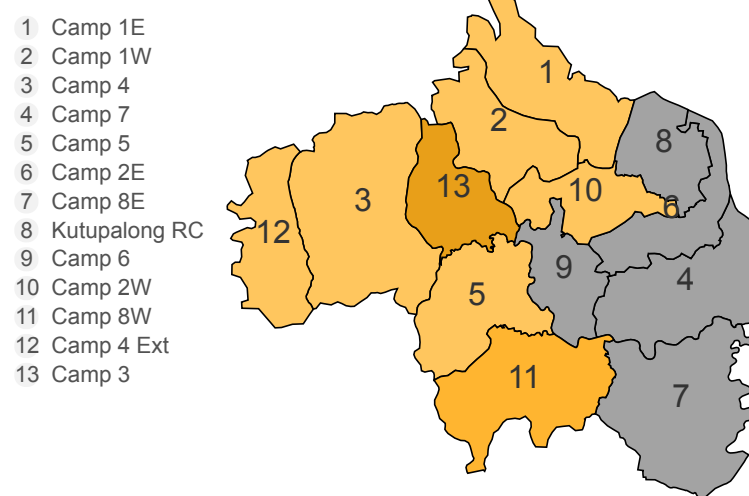 1 Camp 1E
2 Camp 1W
3 Camp 4
4 Camp 7
5 Camp 5
6 Camp 2E
7 Camp 8E
8 Kutupalong RC
9 Camp 6
10 Camp 2W
11 Camp 8W
12 Camp 4 Ext
13 Camp 3
1
2
8
13
10
3
6
12
9
4
5
11
7